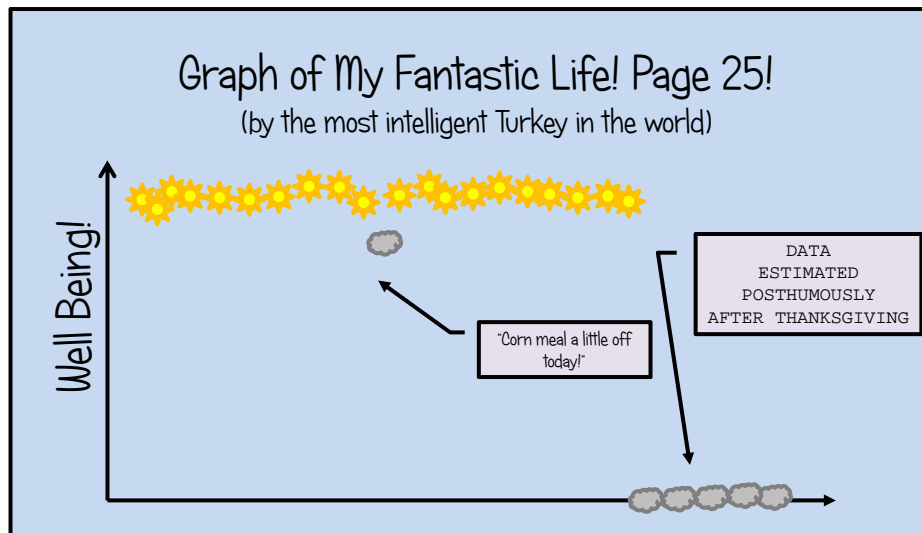 Graph of My Fantastic Life! Page 25!
(by the most intelligent Turkey in the world)
Well Being!
DATA
ESTIMATED
POSTHUMOUSLY
AFTER THANKSGIVING
"Corn meal a little off
today!"